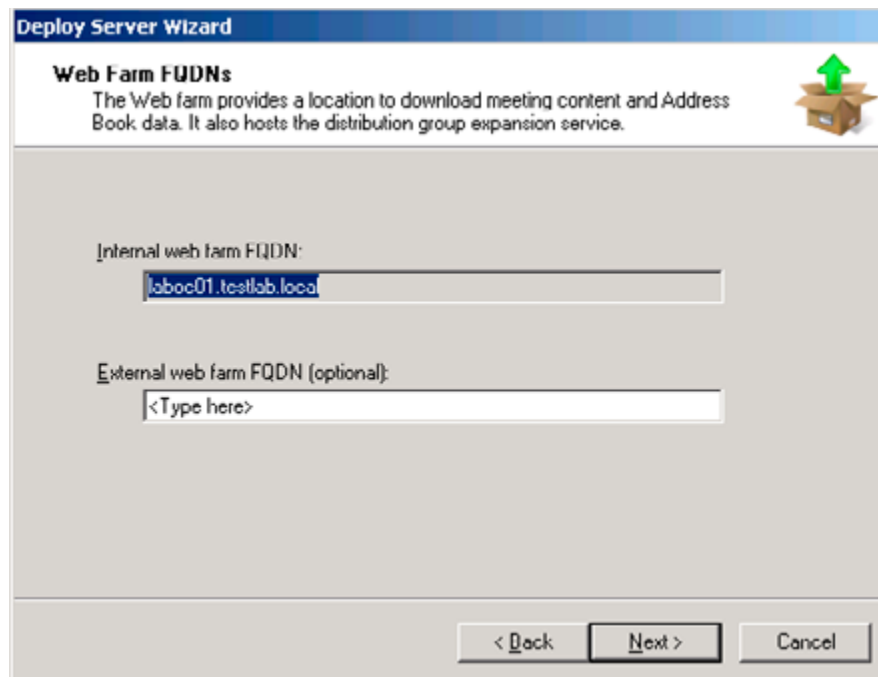 Deploy Server Wizard
Web Farm FQDNs
The Web farm provides a location to download meeting content and Address
Book data. It also hosts the distribution group expansion service.
Internal web farm FQDN:
laboc01.testlab.local
External web farm FQDN (optional):
<Type here>
< Back
Next >
Cancel